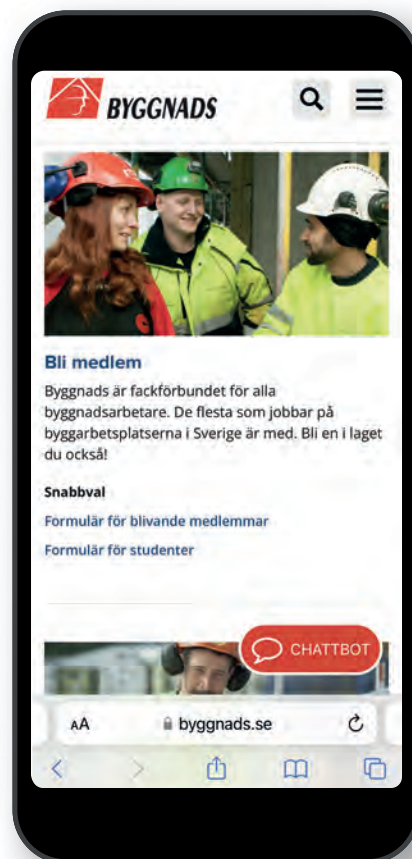 BYGGNADS
Bli medlem
Byggnads är fackförbundet för alla
byggnadsarbetare. De flesta som jobbar på
byggarbetsplatserna i Sverige är med. Bli en i laget
du också!
Snabbval
Formulär för blivande medlemmar
Formulär för studenter
CHATTBOT
AA
byggnads.se